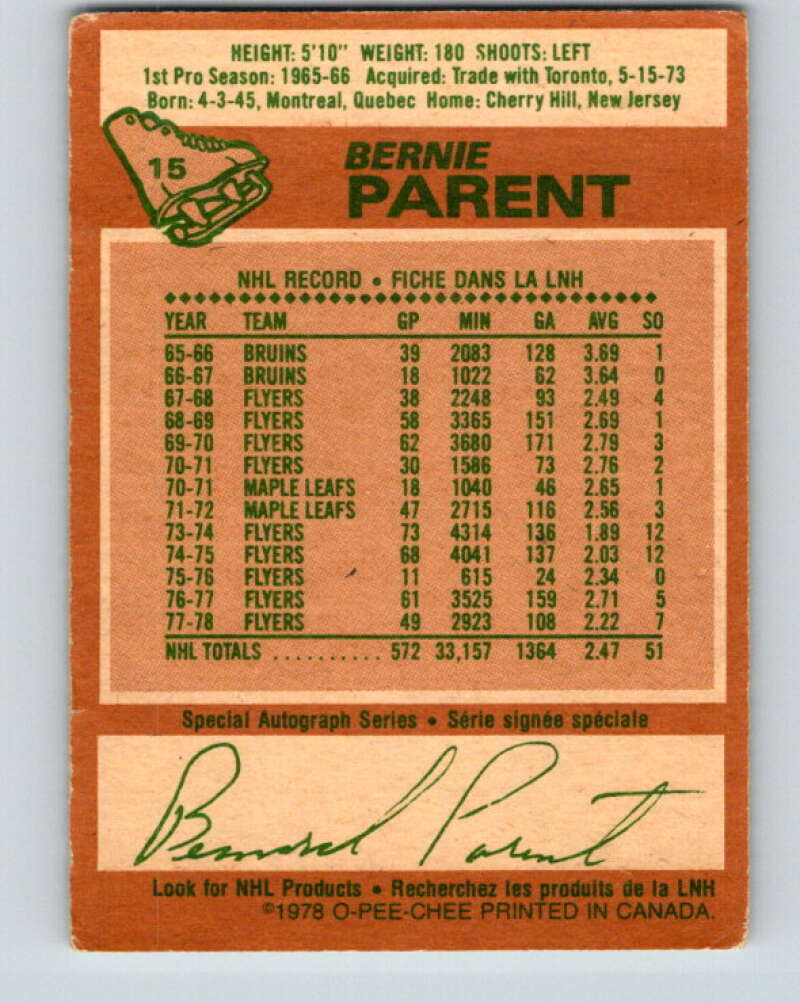 HEIGHT: 5'10" WEIGHT: 180 SHOOTS: LEFT
1st Pro Season: 1965-66 Acquired: Trade with Toronto, 5-15-73
Born: 4-3-45, Montreal, Quebec Home: Cherry Hill, New Jersey
15
BERNIE
PARENT
NHL RECORD • FICHE DANS LA LNH
YEAR TEAM GP MIN GA AVG SO
65-66 BRUINS 39 2083 128 3.69 1
66-67 BRUINS 18 1022 62 3.64 0
67-68 FLYERS 38 2248 93 2.49 4
68-69 FLYERS 58 3365 151 2.69 1
69-70 FLYERS 62 3680 171 2.79 3
70-71 FLYERS 30 1586 73 2.76 2
70-71 MAPLE LEAFS 18 1040 46 2.65 1
71-72 MAPLE LEAFS 47 2715 116 2.56 3
73-74 FLYERS 73 4314 136 1.89 12
74-75 FLYERS 68 4041 137 2.03 12
75-76 FLYERS 11 615 24 2.34 0
76-77 FLYERS 61 3525 159 2.71 5
77-78 FLYERS 49 2923 108 2.22 7
NHL TOTALS .......... 572 33,157 1364 2.47 51
Special Autograph Series • Série signée spéciale
Bernard Parent
Look for NHL Products • Recherchez les produits de la LNH
©1978 O-PEE-CHEE PRINTED IN CANADA.